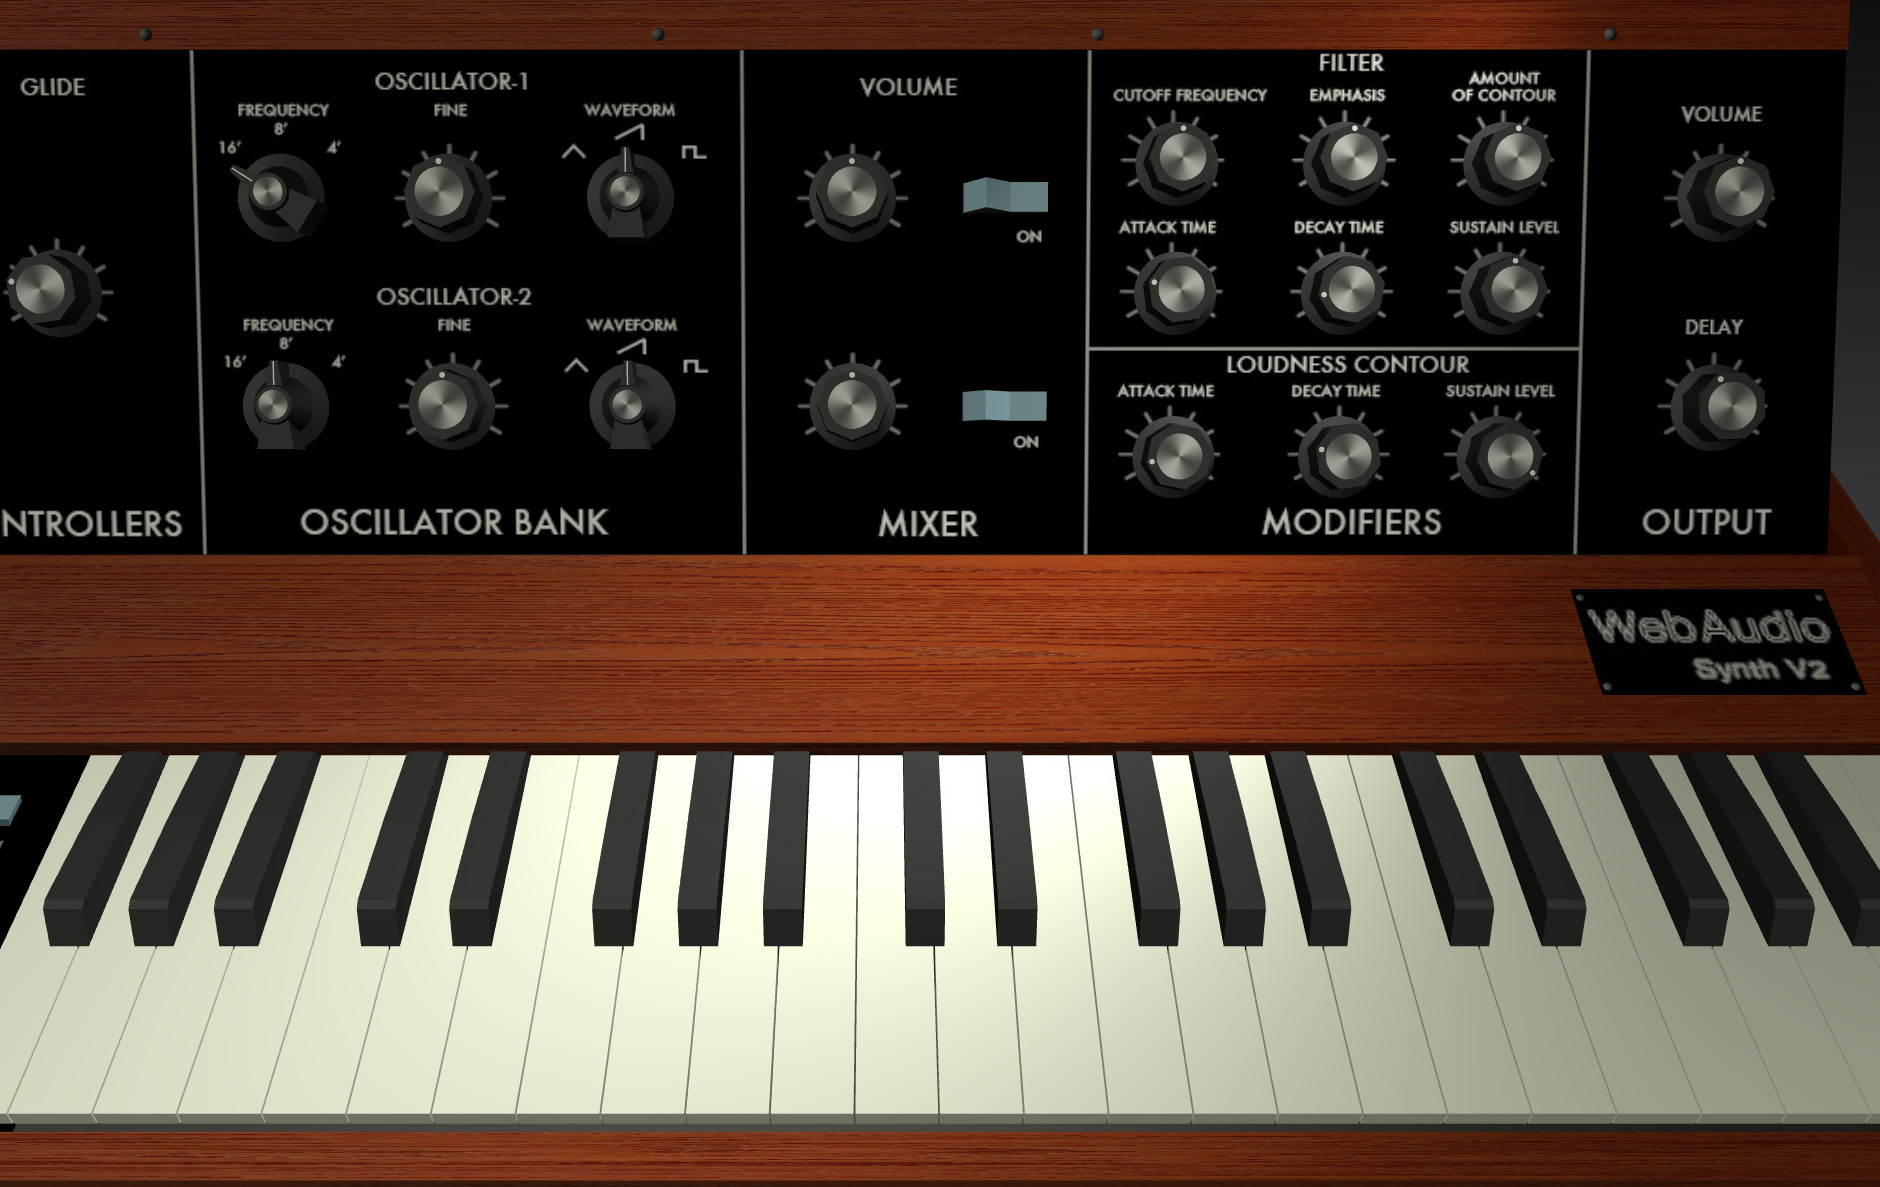 GLIDE
NTROLLERS
OSCILLATOR-1
FREQUENCY
FINE
WAVEFORM
8'
16'
4'
OSCILLATOR-2
FREQUENCY
FINE
WAVEFORM
8'
16'
4'
OSCILLATOR BANK
VOLUME
ON
ON
MIXER
FILTER
CUTOFF FREQUENCY
EMPHASIS
AMOUNT
OF CONTOUR
ATTACK TIME
DECAY TIME
SUSTAIN LEVEL
LOUDNESS CONTOUR
ATTACK TIME
DECAY TIME
SUSTAIN LEVEL
MODIFIERS
VOLUME
DELAY
OUTPUT
WebAudio
Synth V2